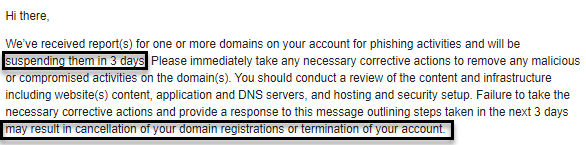 Hi there,
We've received report(s) for one or more domains on your account for phishing activities and will be
suspending them in 3 days. Please immediately take any necessary corrective actions to remove any malicious
or compromised activities on the domain(s). You should conduct a review of the content and infrastructure
including website(s) content, application and DNS servers, and hosting and security setup. Failure to take the
necessary corrective actions and provide a response to this message outlining steps taken in the next 3 days
may result in cancellation of your domain registrations or termination of your account.